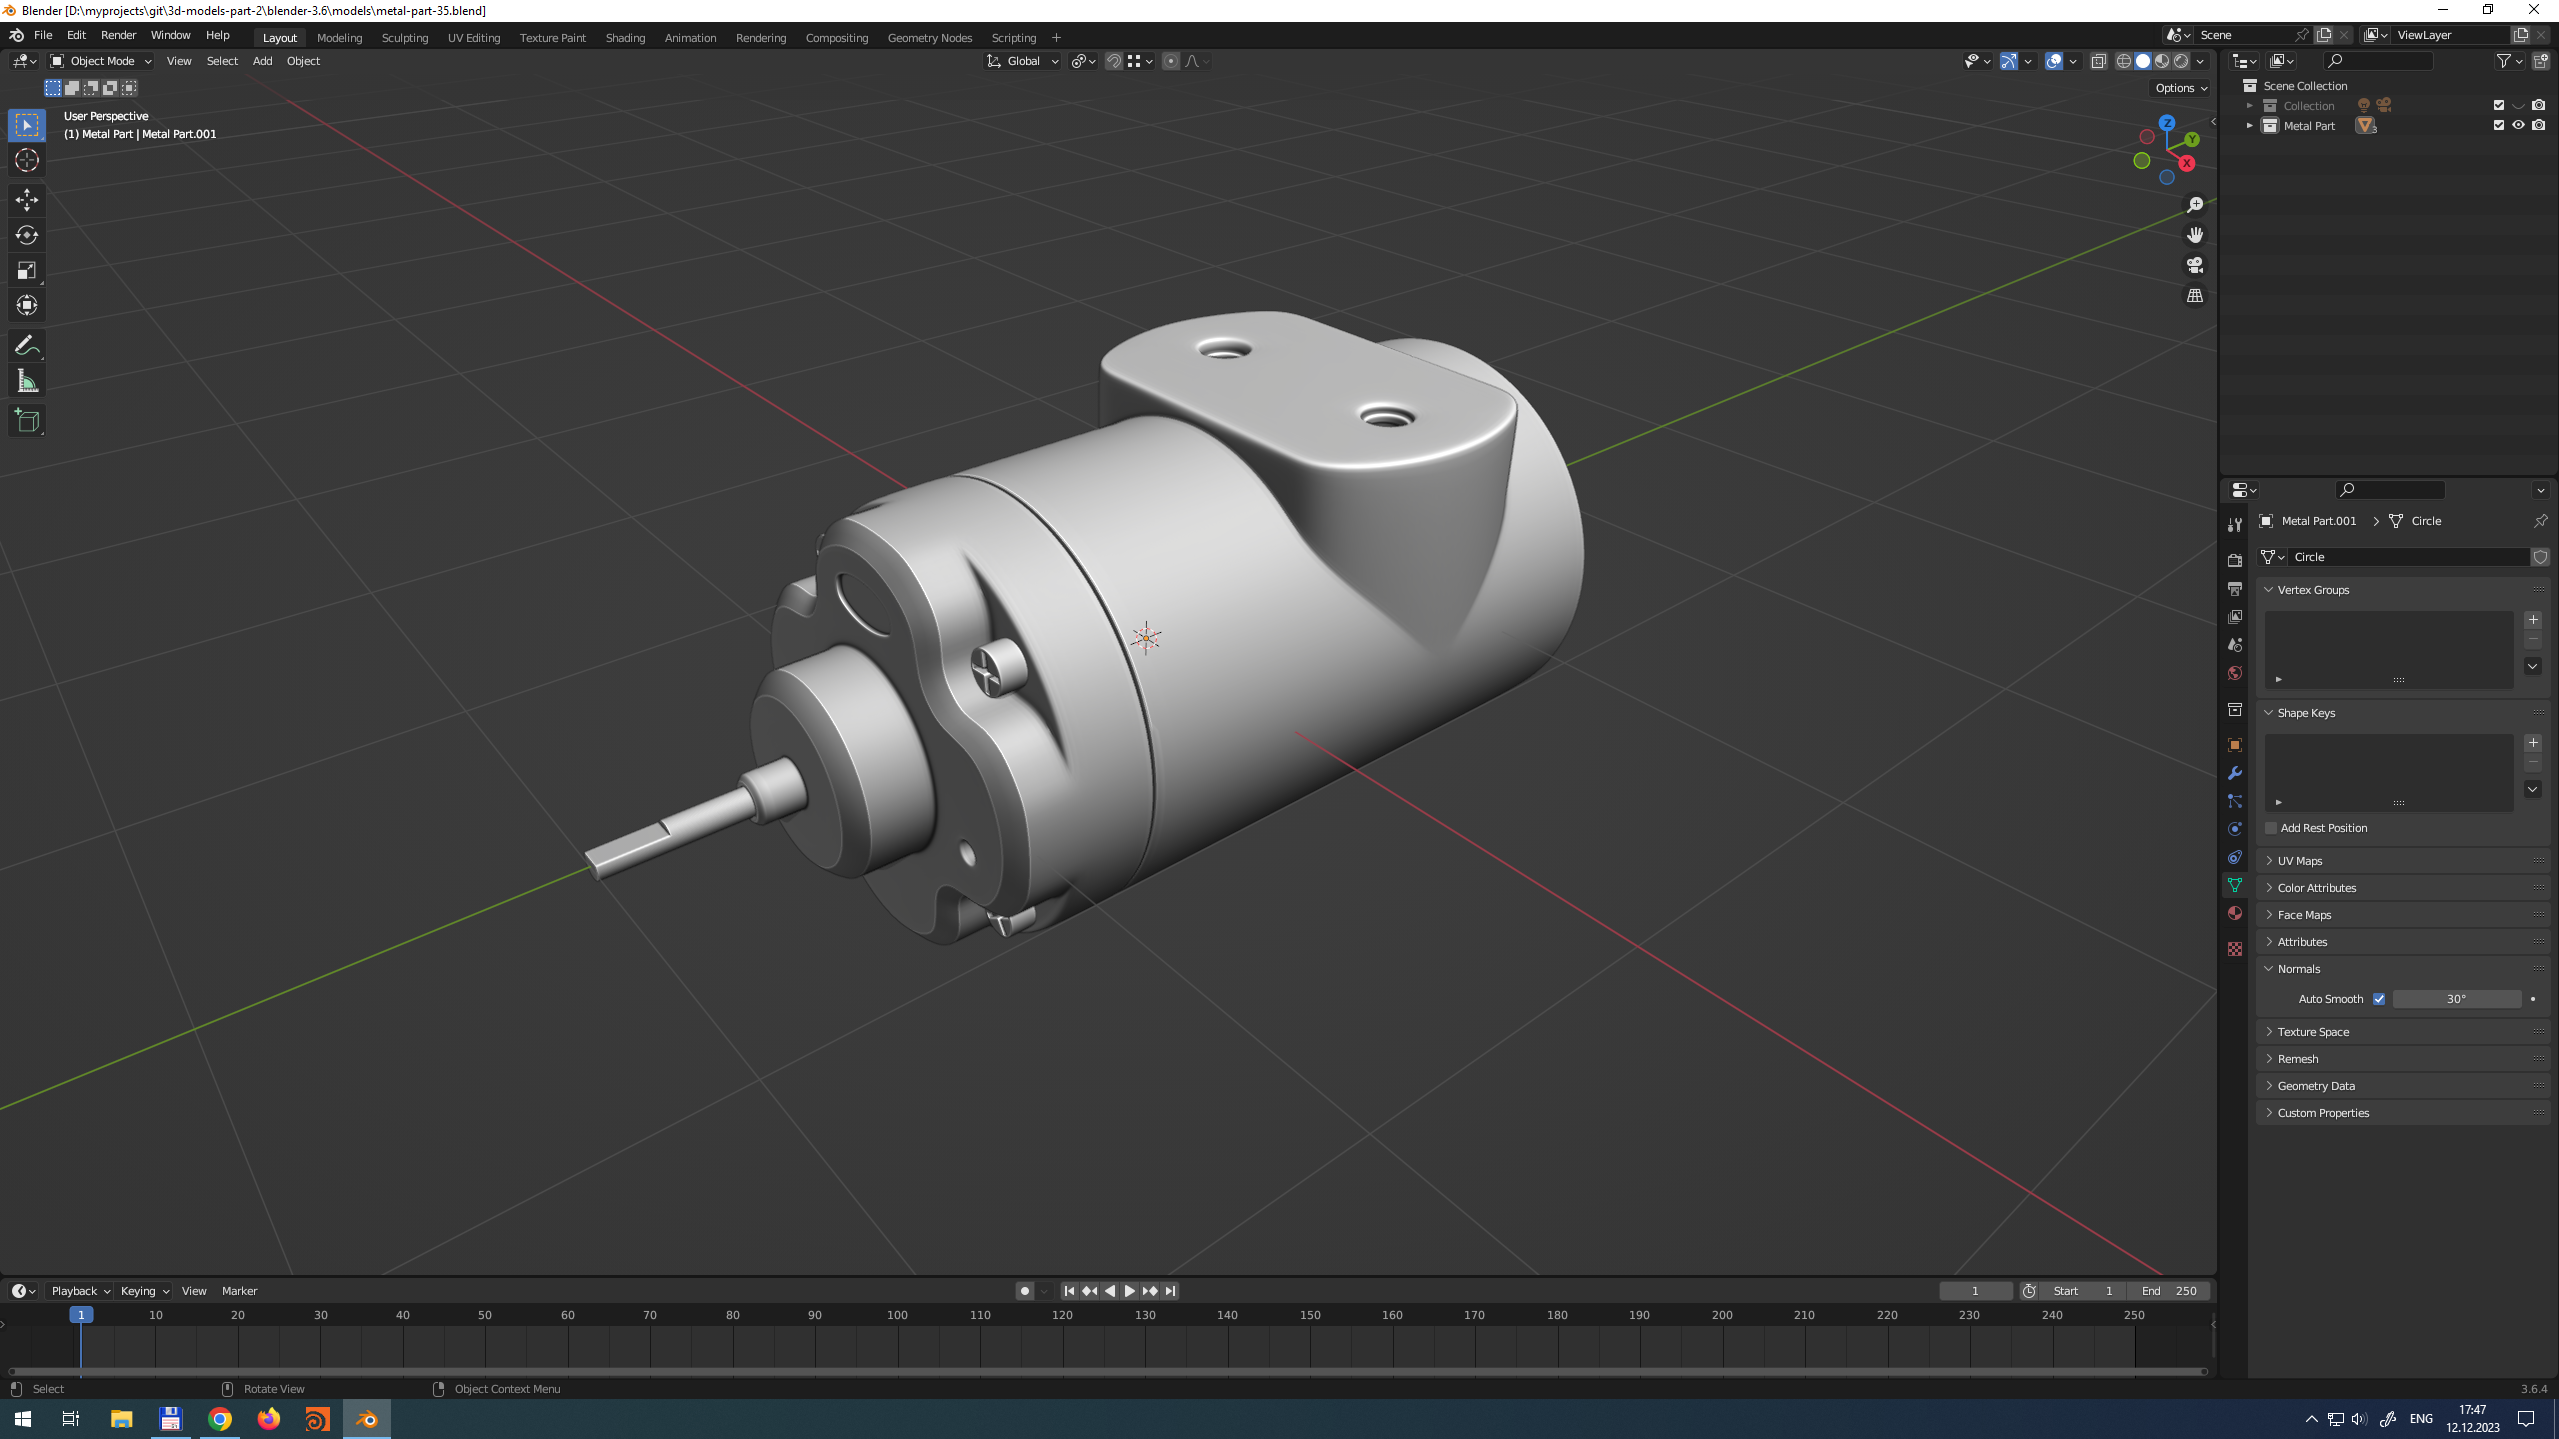 Blender [D:\myprojects\git\3d-models-part-2\blender-3.6\models\metal-part-35.blend]
File Edit Render Window Help Layout Modeling Sculpting UV Editing Texture Paint Shading Animation Rendering Compositing Geometry Nodes Scripting + Scene ViewLayer
Object Mode View Select Add Object Global
Options
User Perspective
(1) Metal Part | Metal Part.001
Z
Y
X
Scene Collection
Collection
Metal Part 3
Metal Part.001 > Circle
Circle
Vertex Groups
Shape Keys
Add Rest Position
UV Maps
Color Attributes
Face Maps
Attributes
Normals
Auto Smooth 30°
Texture Space
Remesh
Geometry Data
Custom Properties
Playback Keying View Marker 1 Start 1 End 250
1 10 20 30 40 50 60 70 80 90 100 110 120 130 140 150 160 170 180 190 200 210 220 230 240 250
Select Rotate View Object Context Menu 3.6.4
ENG 17:47
12.12.2023